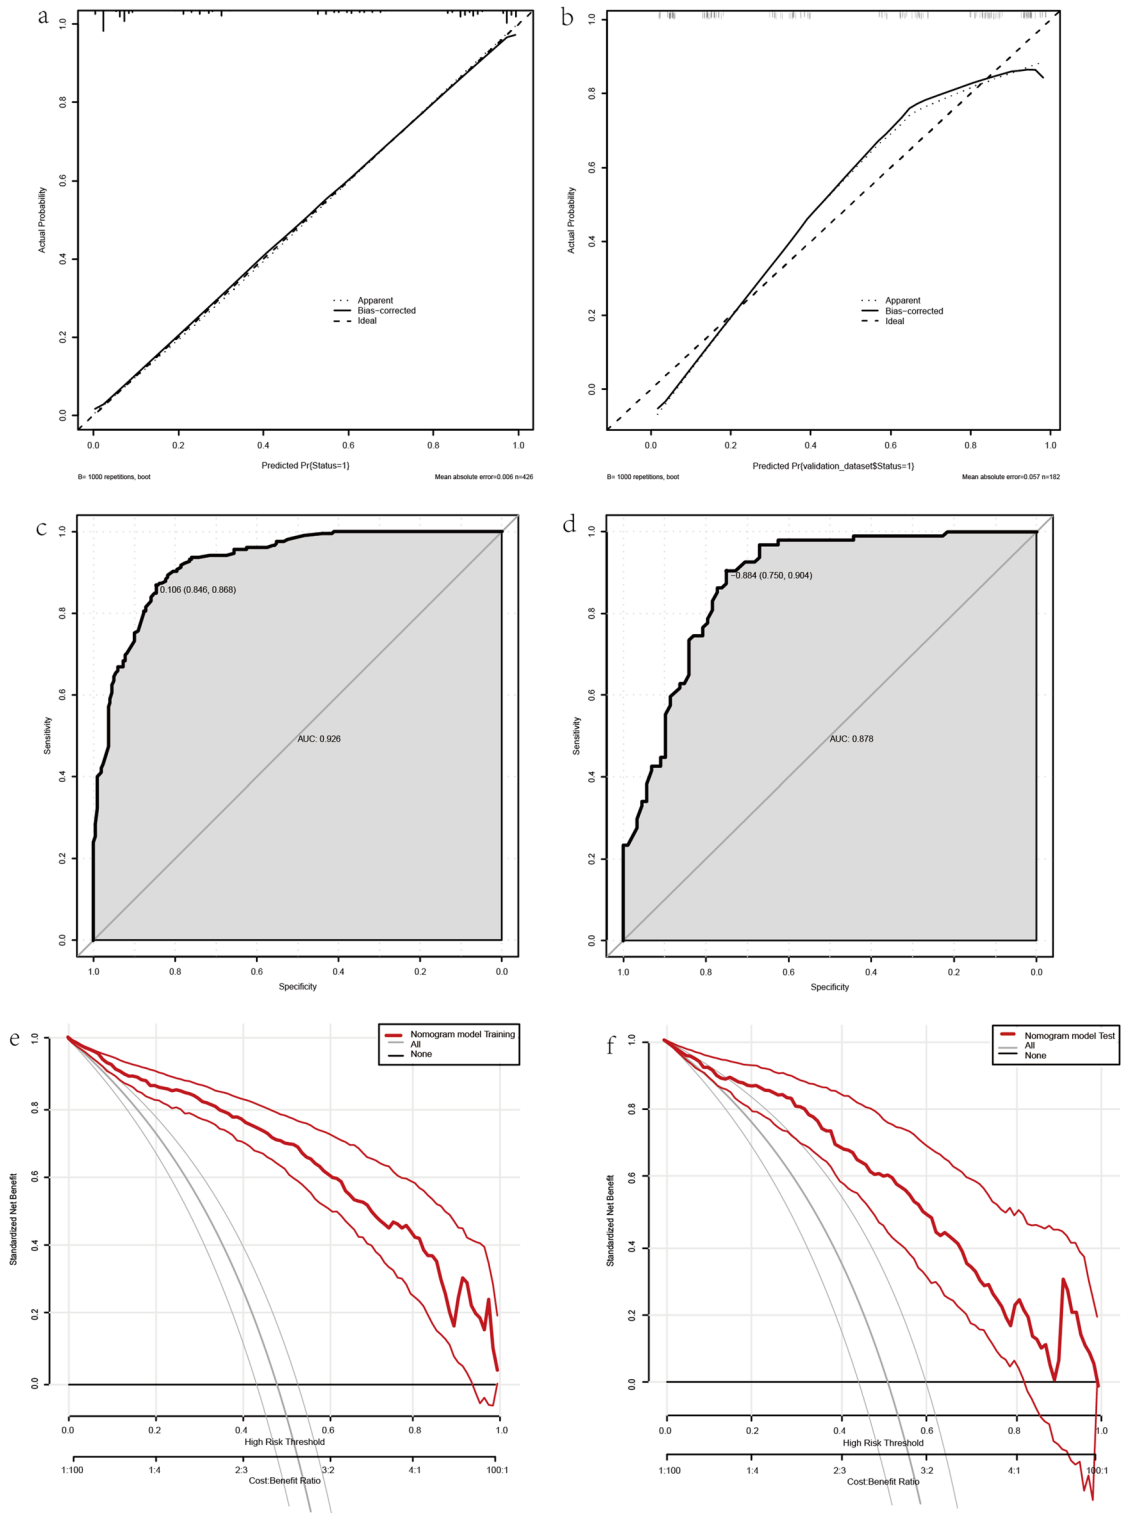 a
1.0
0.8
0.6
0.4
0.2
0.0
Actual Probability
Apparent
Bias-corrected
Ideal
0.0 0.2 0.4 0.6 0.8 1.0
Predicted Pr{Status=1}
B= 1000 repetitions, boot
Mean absolute error=0.006 n=426
b
1.0
0.8
0.6
0.4
0.2
0.0
Actual Probability
Apparent
Bias-corrected
Ideal
0.0 0.2 0.4 0.6 0.8 1.0
Predicted Pr{validation_dataset$Status=1}
B= 1000 repetitions, boot
Mean absolute error=0.057 n=182
c
1.0
0.8
0.6
0.4
0.2
0.0
Sensitivity
0.106 (0.846, 0.868)
AUC: 0.926
1.0 0.8 0.6 0.4 0.2 0.0
Specificity
d
1.0
0.8
0.6
0.4
0.2
0.0
Sensitivity
-0.884 (0.750, 0.904)
AUC: 0.878
1.0 0.8 0.6 0.4 0.2 0.0
Specificity
e
Nomogram model Training
All
None
1.0
0.8
0.6
0.4
0.2
0.0
Standardized Net Benefit
0.0 0.2 0.4 0.6 0.8 1.0
High Risk Threshold
1:100 1:4 2:3 3:2 4:1 100:1
Cost:Benefit Ratio
f
Nomogram model Test
All
None
1.0
0.8
0.6
0.4
0.2
0.0
Standardized Net Benefit
0.0 0.2 0.4 0.6 0.8 1.0
High Risk Threshold
1:100 1:4 2:3 3:2 4:1 100:1
Cost:Benefit Ratio